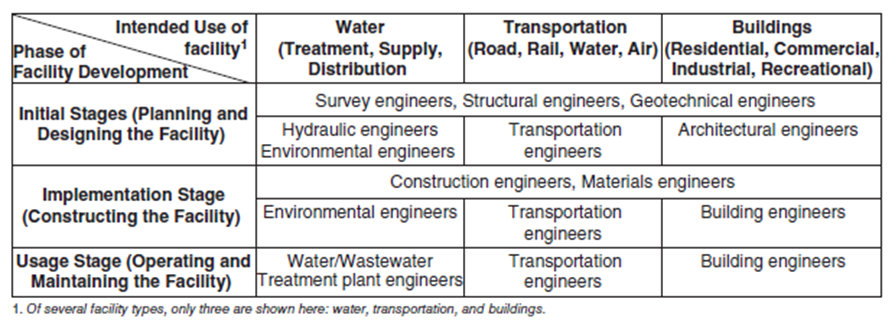 Intended Use of
facility1
Phase of
Facility Development
Water
(Treatment, Supply,
Distribution
Transportation
(Road, Rail, Water, Air)
Buildings
(Residential, Commercial,
Industrial, Recreational)
Initial Stages (Planning and
Designing the Facility)
Survey engineers, Structural engineers, Geotechnical engineers
Hydraulic engineers
Environmental engineers
Transportation
engineers
Architectural engineers
Implementation Stage
(Constructing the Facility)
Construction engineers, Materials engineers
Environmental engineers
Transportation
engineers
Building engineers
Usage Stage (Operating and
Maintaining the Facility)
Water/Wastewater
Treatment plant engineers
Transportation
engineers
Building engineers
1. Of several facility types, only three are shown here: water, transportation, and buildings.